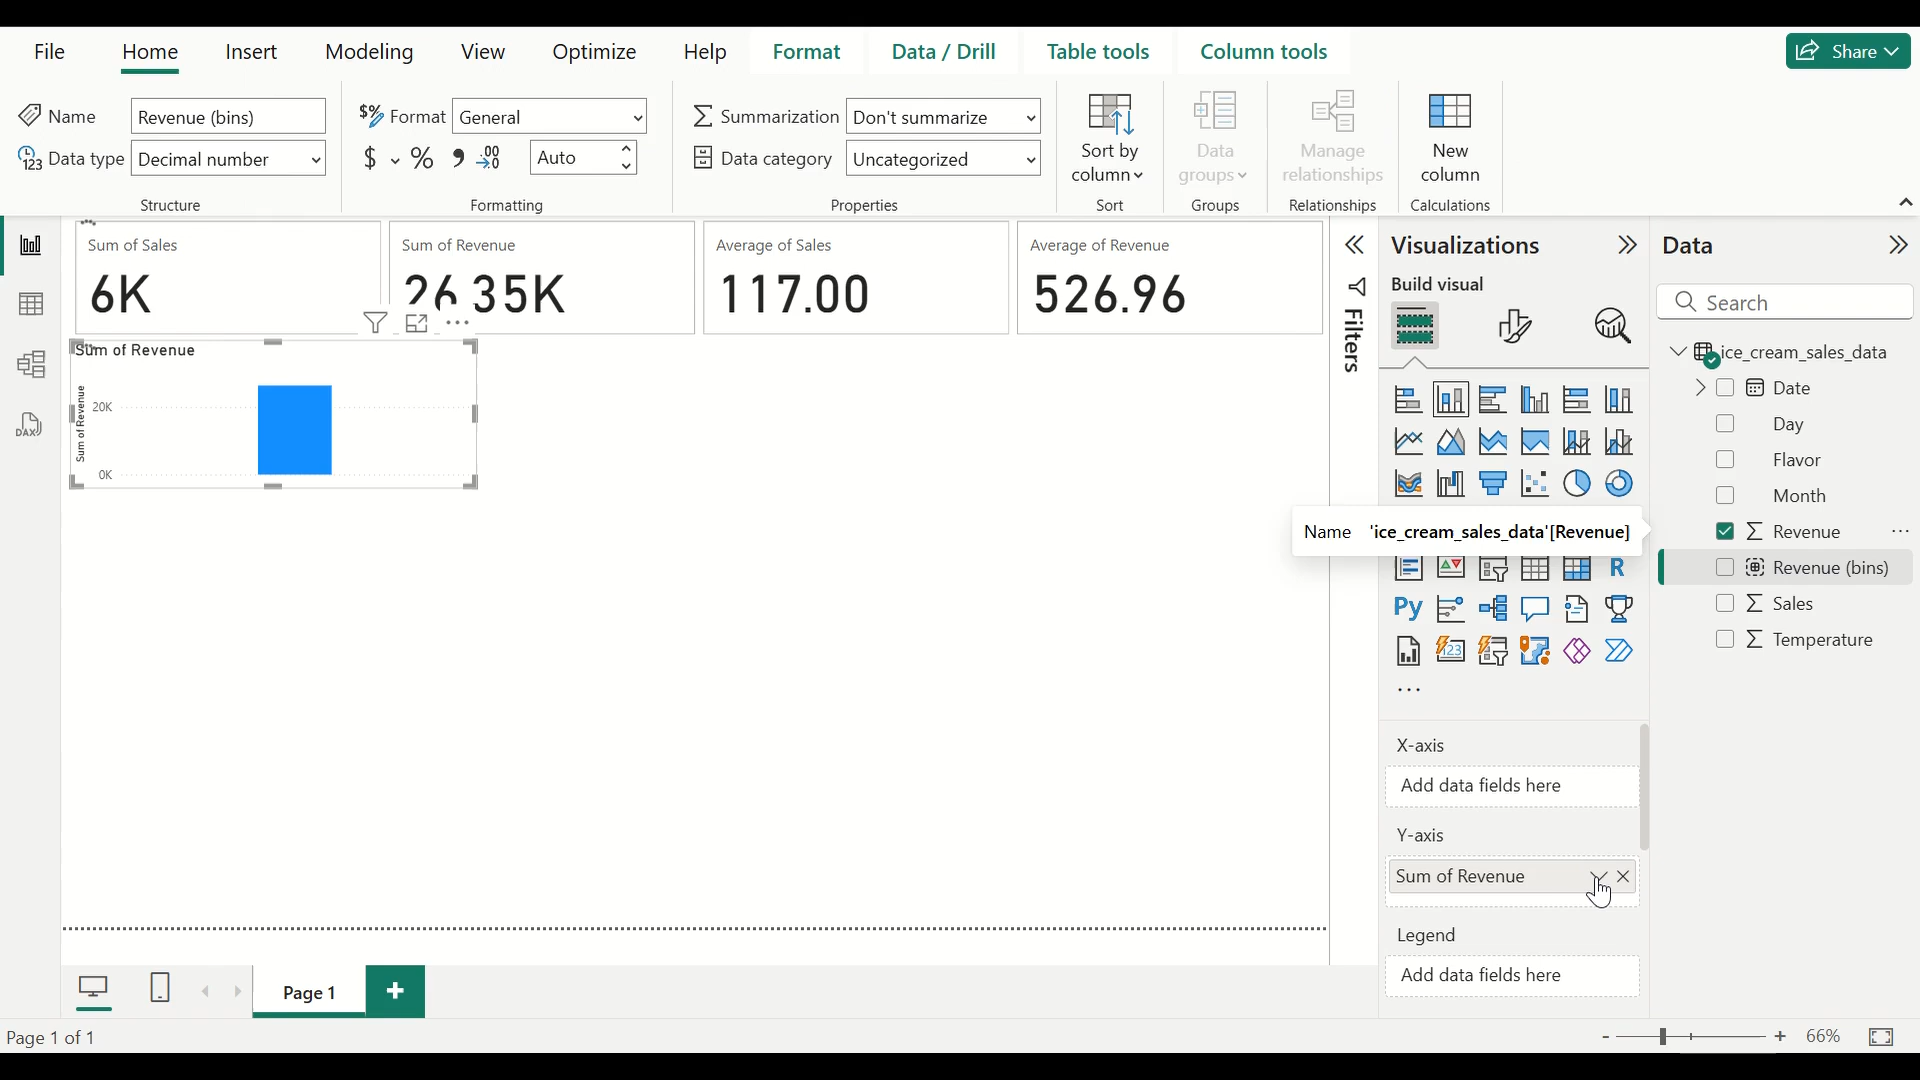 File Home Insert Modeling View Optimize Help Format Data / Drill Table tools Column tools Share
Name Revenue (bins)
Data type Decimal number
Structure
$% Format General
$ % 9 .00 Auto
Formatting
Summarization Don't summarize
Data category Uncategorized
Properties
Sort by
column
Sort
Data
groups
Groups
Manage
relationships
Relationships
New
column
Calculations
Sum of Sales
6K
Sum of Revenue
26.35K
Average of Sales
117.00
Average of Revenue
526.96
Sum of Revenue
Sum of Revenue
20K
0K
DAX
Filters
Visualizations
Build visual
Name 'ice_cream_sales_data'[Revenue]
R
Py
123
...
X-axis
Add data fields here
Y-axis
Sum of Revenue
Legend
Add data fields here
Data
Search
ice_cream_sales_data
Date
Day
Flavor
Month
Σ Revenue ...
Revenue (bins)
Σ Sales
Σ Temperature
Page 1 +
Page 1 of 1
- + 66%